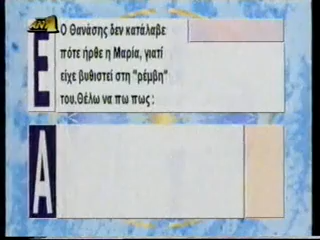 Ε
Ο Θανάσης δεν κατάλαβε
πότε ήρθε η Μαρία, γιατί
είχε βυθιστεί στη "ρέμβη"
του.Θέλω να πω πως:
Α